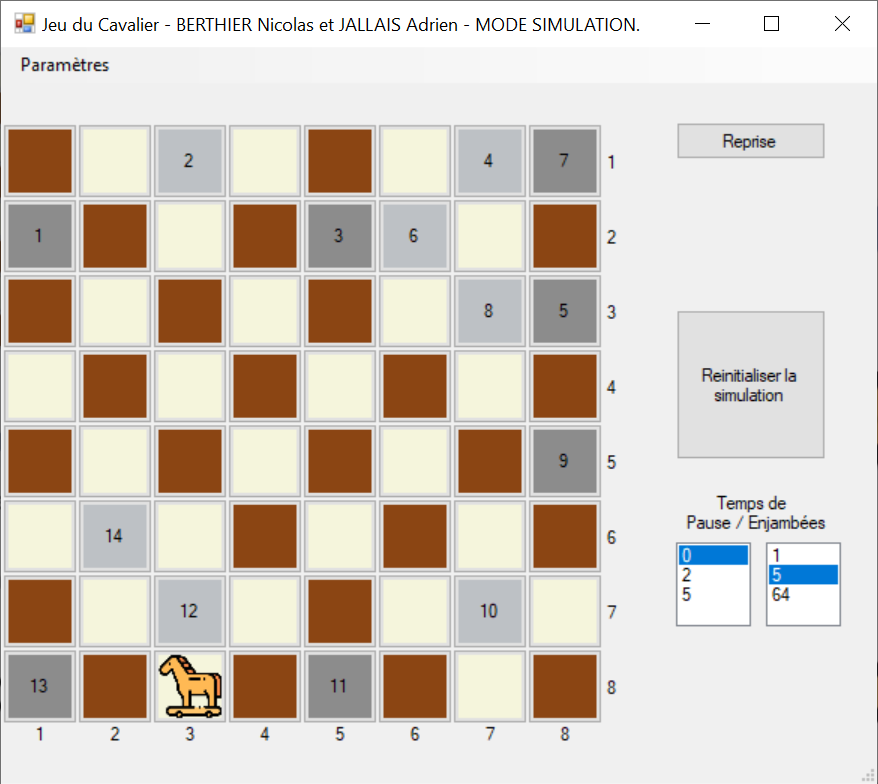 Jeu du Cavalier - BERTHIER Nicolas et JALLAIS Adrien - MODE SIMULATION.
Paramètres
2 4 7 1
Reprise
1 3 6 2
8 5 3
4
Reinitialiser la
simulation
9 5
14 6
Temps de
Pause / Enjambées
0 1
2 5
5 64
12 10 7
13 11 8
1 2 3 4 5 6 7 8